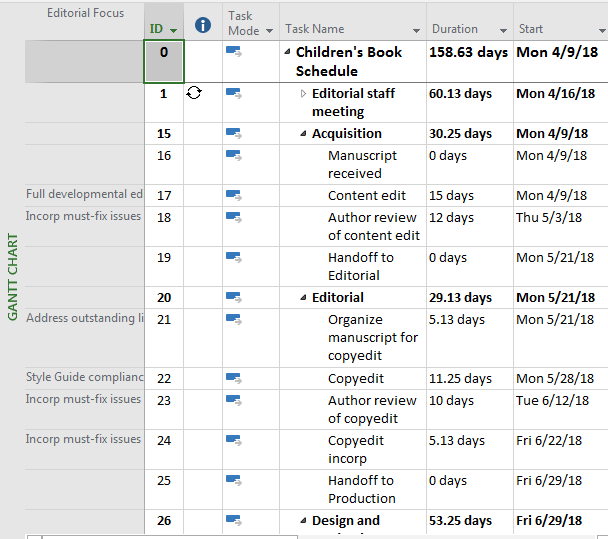 Editorial Focus ID Task Mode Task Name Duration Start
0 Children's Book Schedule 158.63 days Mon 4/9/18
1 Editorial staff meeting 60.13 days Mon 4/16/18
15 Acquisition 30.25 days Mon 4/9/18
16 Manuscript received 0 days Mon 4/9/18
Full developmental ed 17 Content edit 15 days Mon 4/9/18
Incorp must-fix issues 18 Author review of content edit 12 days Thu 5/3/18
19 Handoff to Editorial 0 days Mon 5/21/18
20 Editorial 29.13 days Mon 5/21/18
Address outstanding li 21 Organize manuscript for copyedit 5.13 days Mon 5/21/18
Style Guide complianc 22 Copyedit 11.25 days Mon 5/28/18
Incorp must-fix issues 23 Author review of copyedit 10 days Tue 6/12/18
Incorp must-fix issues 24 Copyedit incorp 5.13 days Fri 6/22/18
25 Handoff to Production 0 days Fri 6/29/18
26 Design and 53.25 days Fri 6/29/18
GANTT CHART